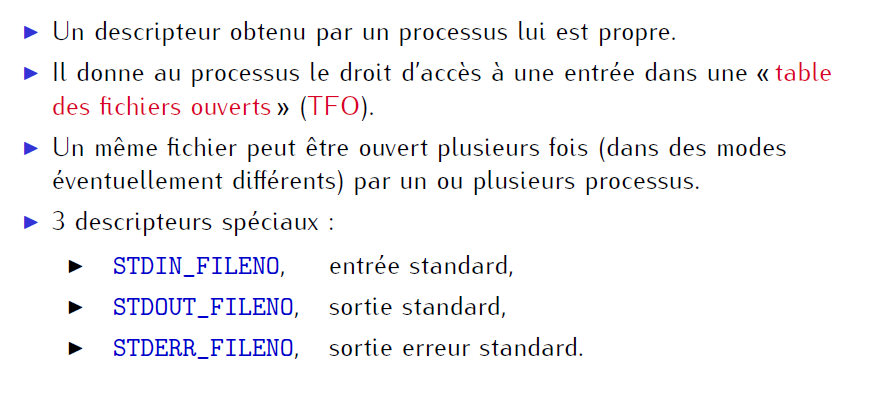 Un descripteur obtenu par un processus lui est propre.
Il donne au processus le droit d'accès à une entrée dans une « table
des fichiers ouverts » (TFO).
Un même fichier peut être ouvert plusieurs fois (dans des modes
éventuellement différents) par un ou plusieurs processus.
3 descripteurs spéciaux :
STDIN_FILENO, entrée standard,
STDOUT_FILENO, sortie standard,
STDERR_FILENO, sortie erreur standard.